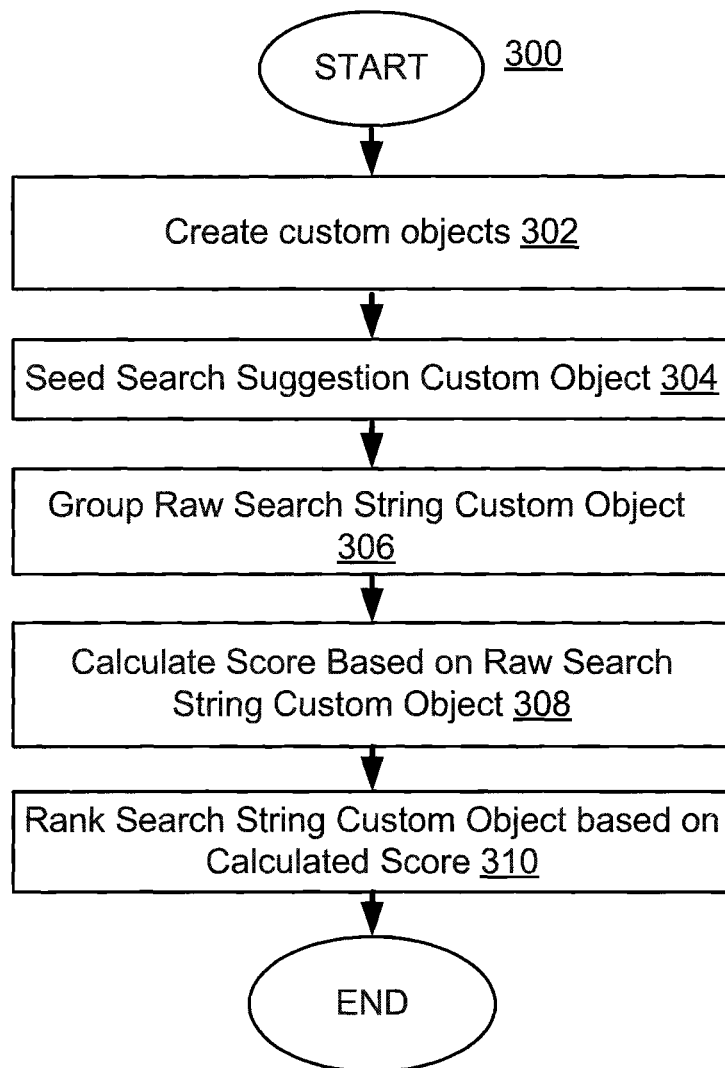 START
300
Create custom objects 302
Seed Search Suggestion Custom Object 304
Group Raw Search String Custom Object
306
Calculate Score Based on Raw Search
String Custom Object 308
Rank Search String Custom Object based on
Calculated Score 310
END